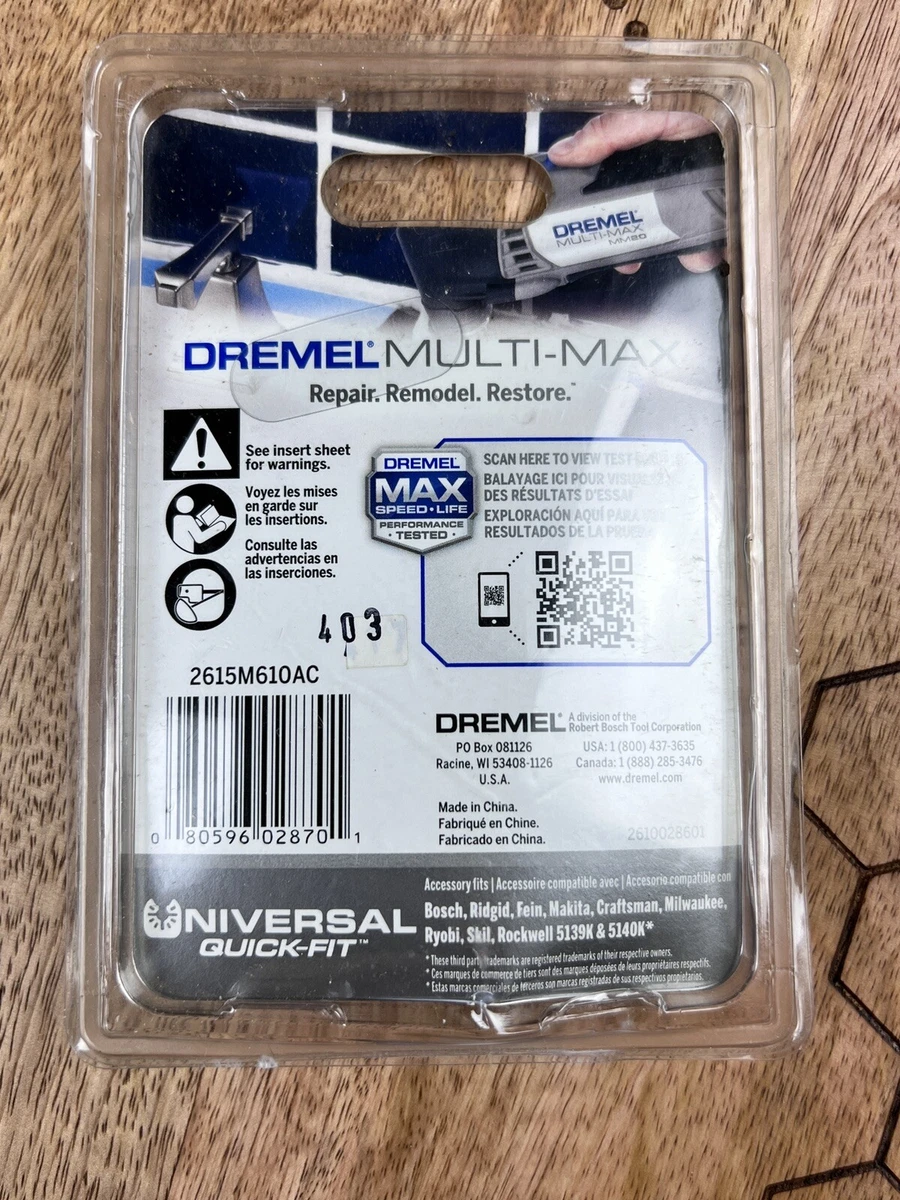 DREMEL
MULTI-MAX
MM20
DREMEL® MULTI-MAX
Repair. Remodel. Restore.™
See insert sheet
for warnings.
Voyez les mises
en garde sur
les insertions.
Consulte las
advertencias en
las inserciones.
DREMEL
MAX
SPEED • LIFE
PERFORMANCE
• TESTED •
SCAN HERE TO VIEW TEST
BALAYAGE ICI POUR
DES RÉSULTATS D'ESSAI
EXPLORACIÓN AQUÍ PARA
RESULTADOS DE LA PRUEBA
403
2615M610AC
0 80596 02870 1
DREMEL® A division of the
Robert Bosch Tool Corporation
PO Box 081126
Racine, WI 53408-1126
U.S.A.
USA: 1 (800) 437-3635
Canada: 1 (888) 285-3476
www.dremel.com
Made in China.
Fabriqué en Chine.
Fabricado en China.
2610028601
UNIVERSAL
QUICK-FIT™
Accessory fits | Accessoire compatible avec | Accesorio compatible con
Bosch, Ridgid, Fein, Makita, Craftsman, Milwaukee,
Ryobi, Skil, Rockwell 5139K & 5140K*
* These third party trademarks are registered trademarks of their respective owners.
* Ces marques de commerce de tiers sont des marques déposées de leurs propriétaires respectifs.
* Estas marcas comerciales de terceros son marcas registradas de sus respectivos propietarios.